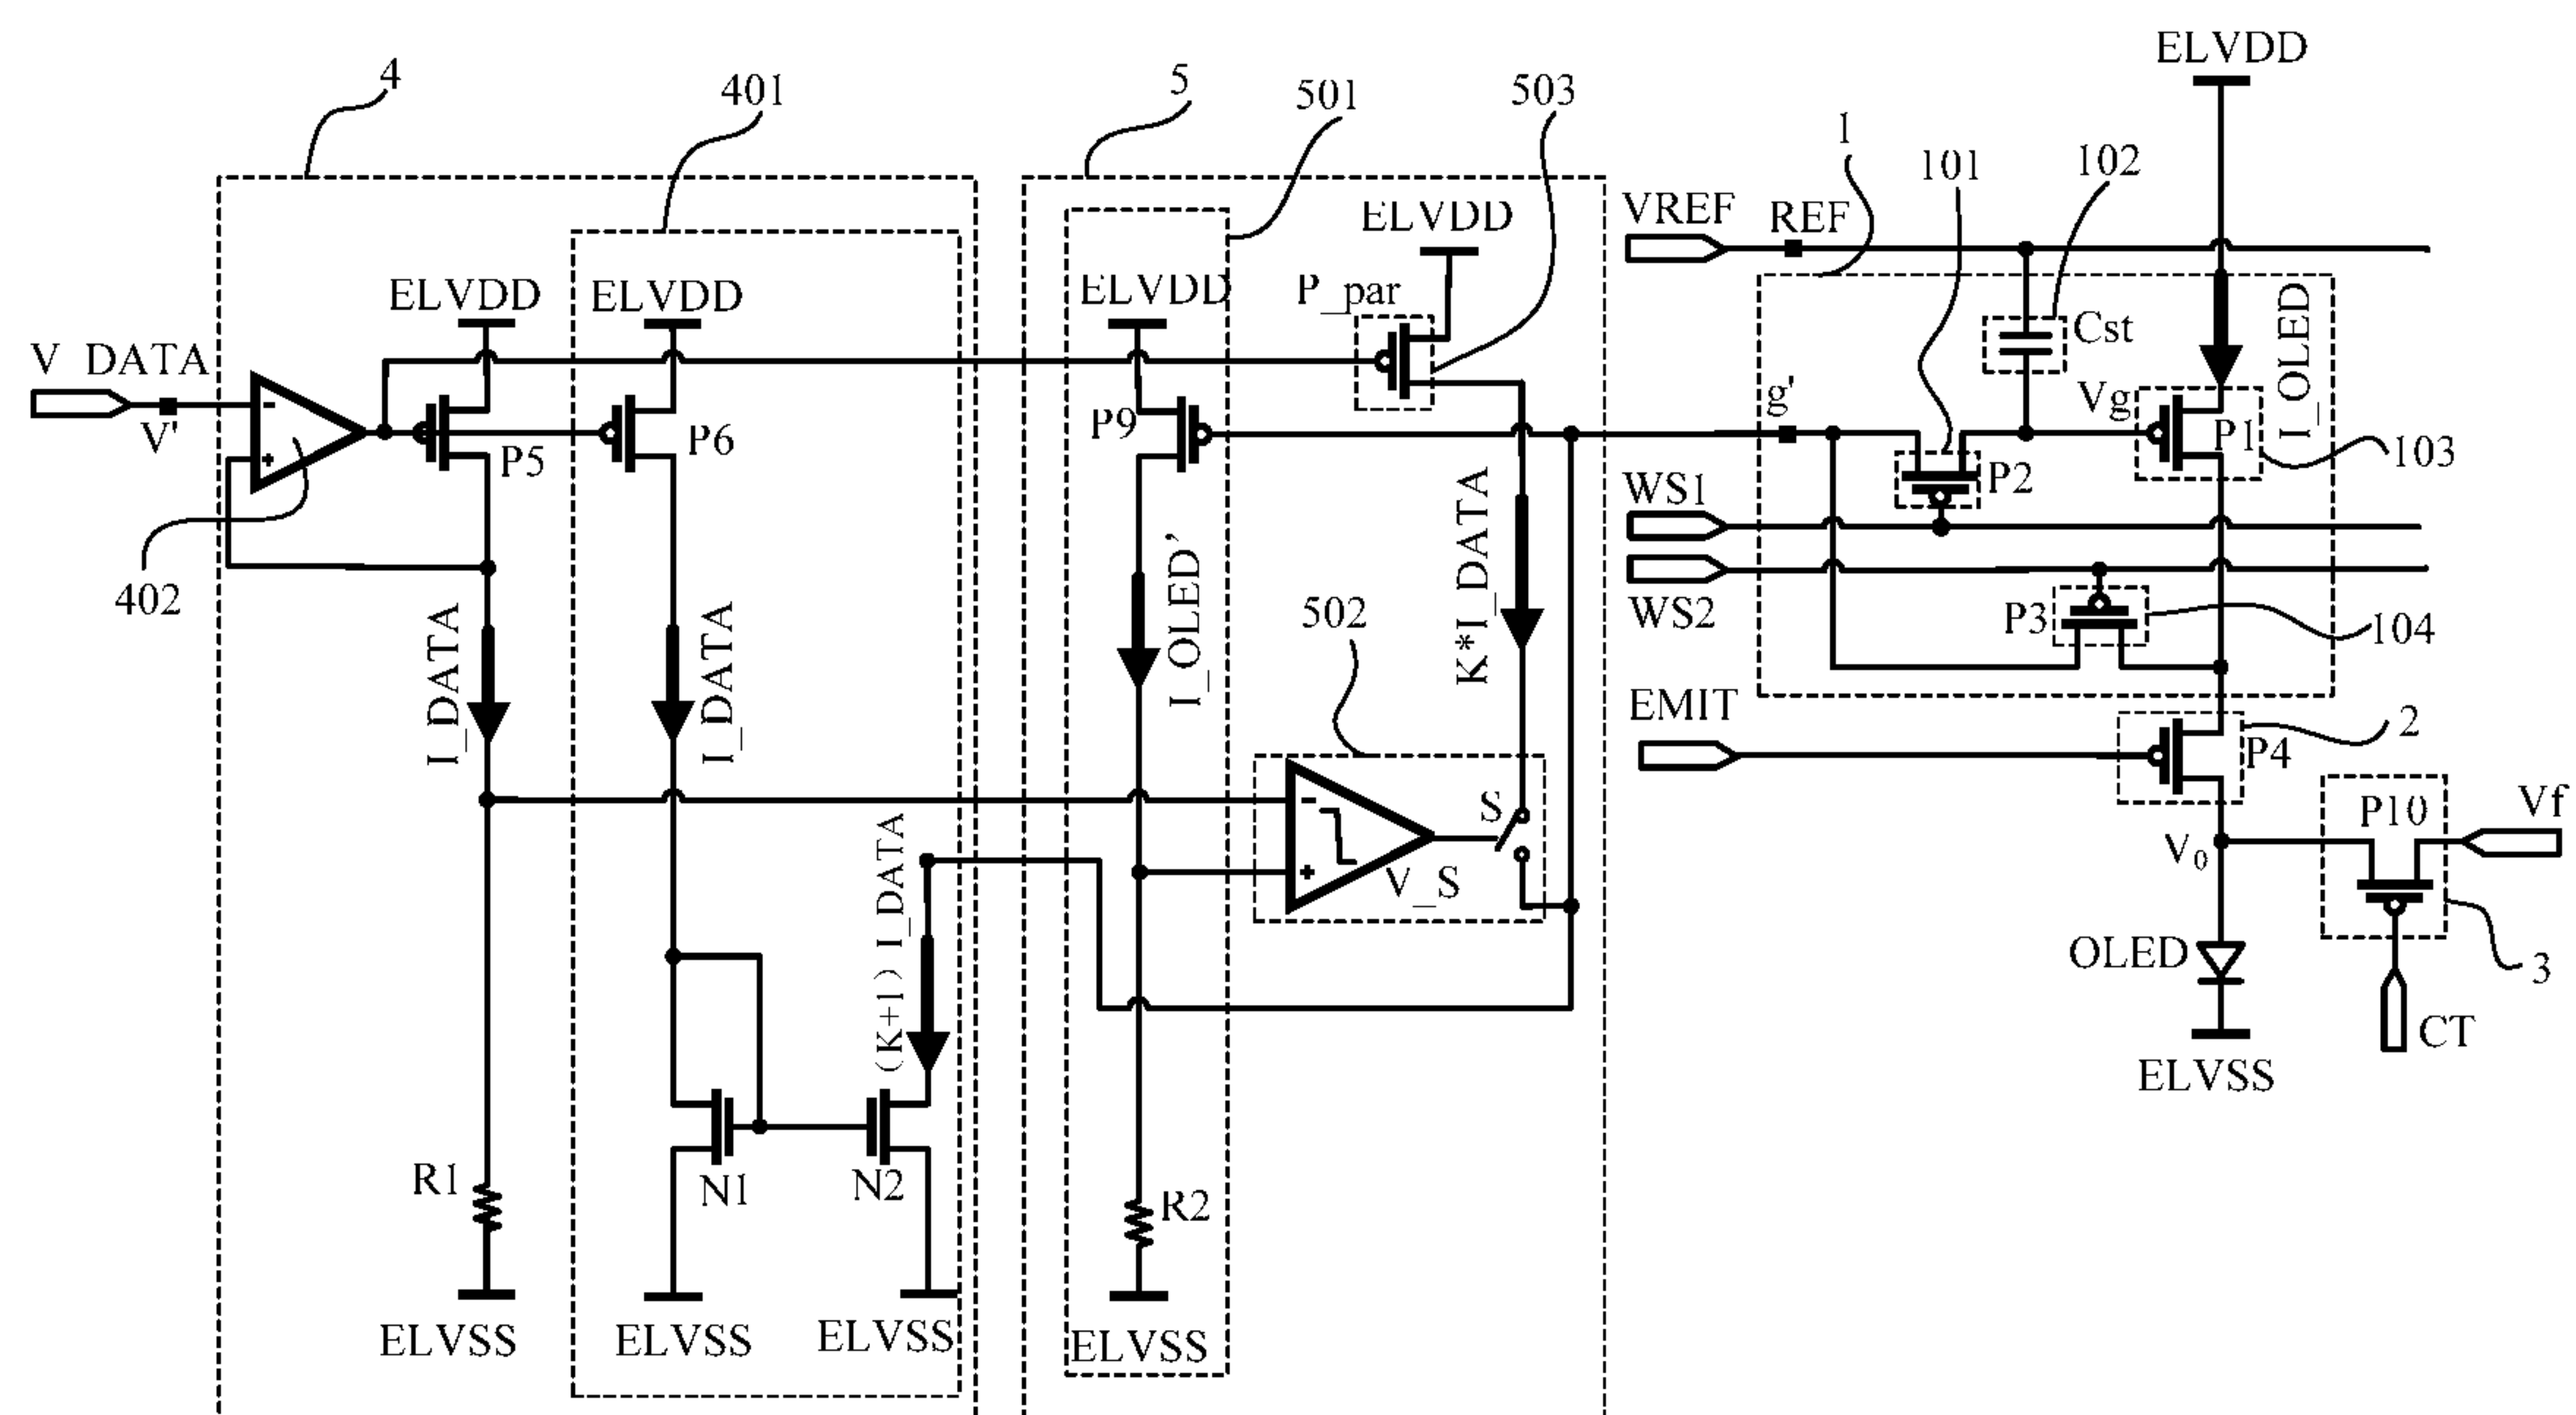 4
401
5
501
503
ELVDD
1
101
102
VREF
REF
ELVDD
ELVDD
ELVDD
ELVDD
P_par
Cst
I_OLED
V_DATA
V'
P5
P6
P9
g'
Vg
P1
103
P2
WS1
402
WS2
P3
104
I_DATA
I_DATA
I_OLED’
K*I_DATA
502
EMIT
2
P4
S
V_S
P10
Vf
V0
(K+1) I_DATA
OLED
3
CT
ELVSS
R1
N1
N2
R2
ELVSS
ELVSS
ELVSS
ELVSS
-
+
-
+